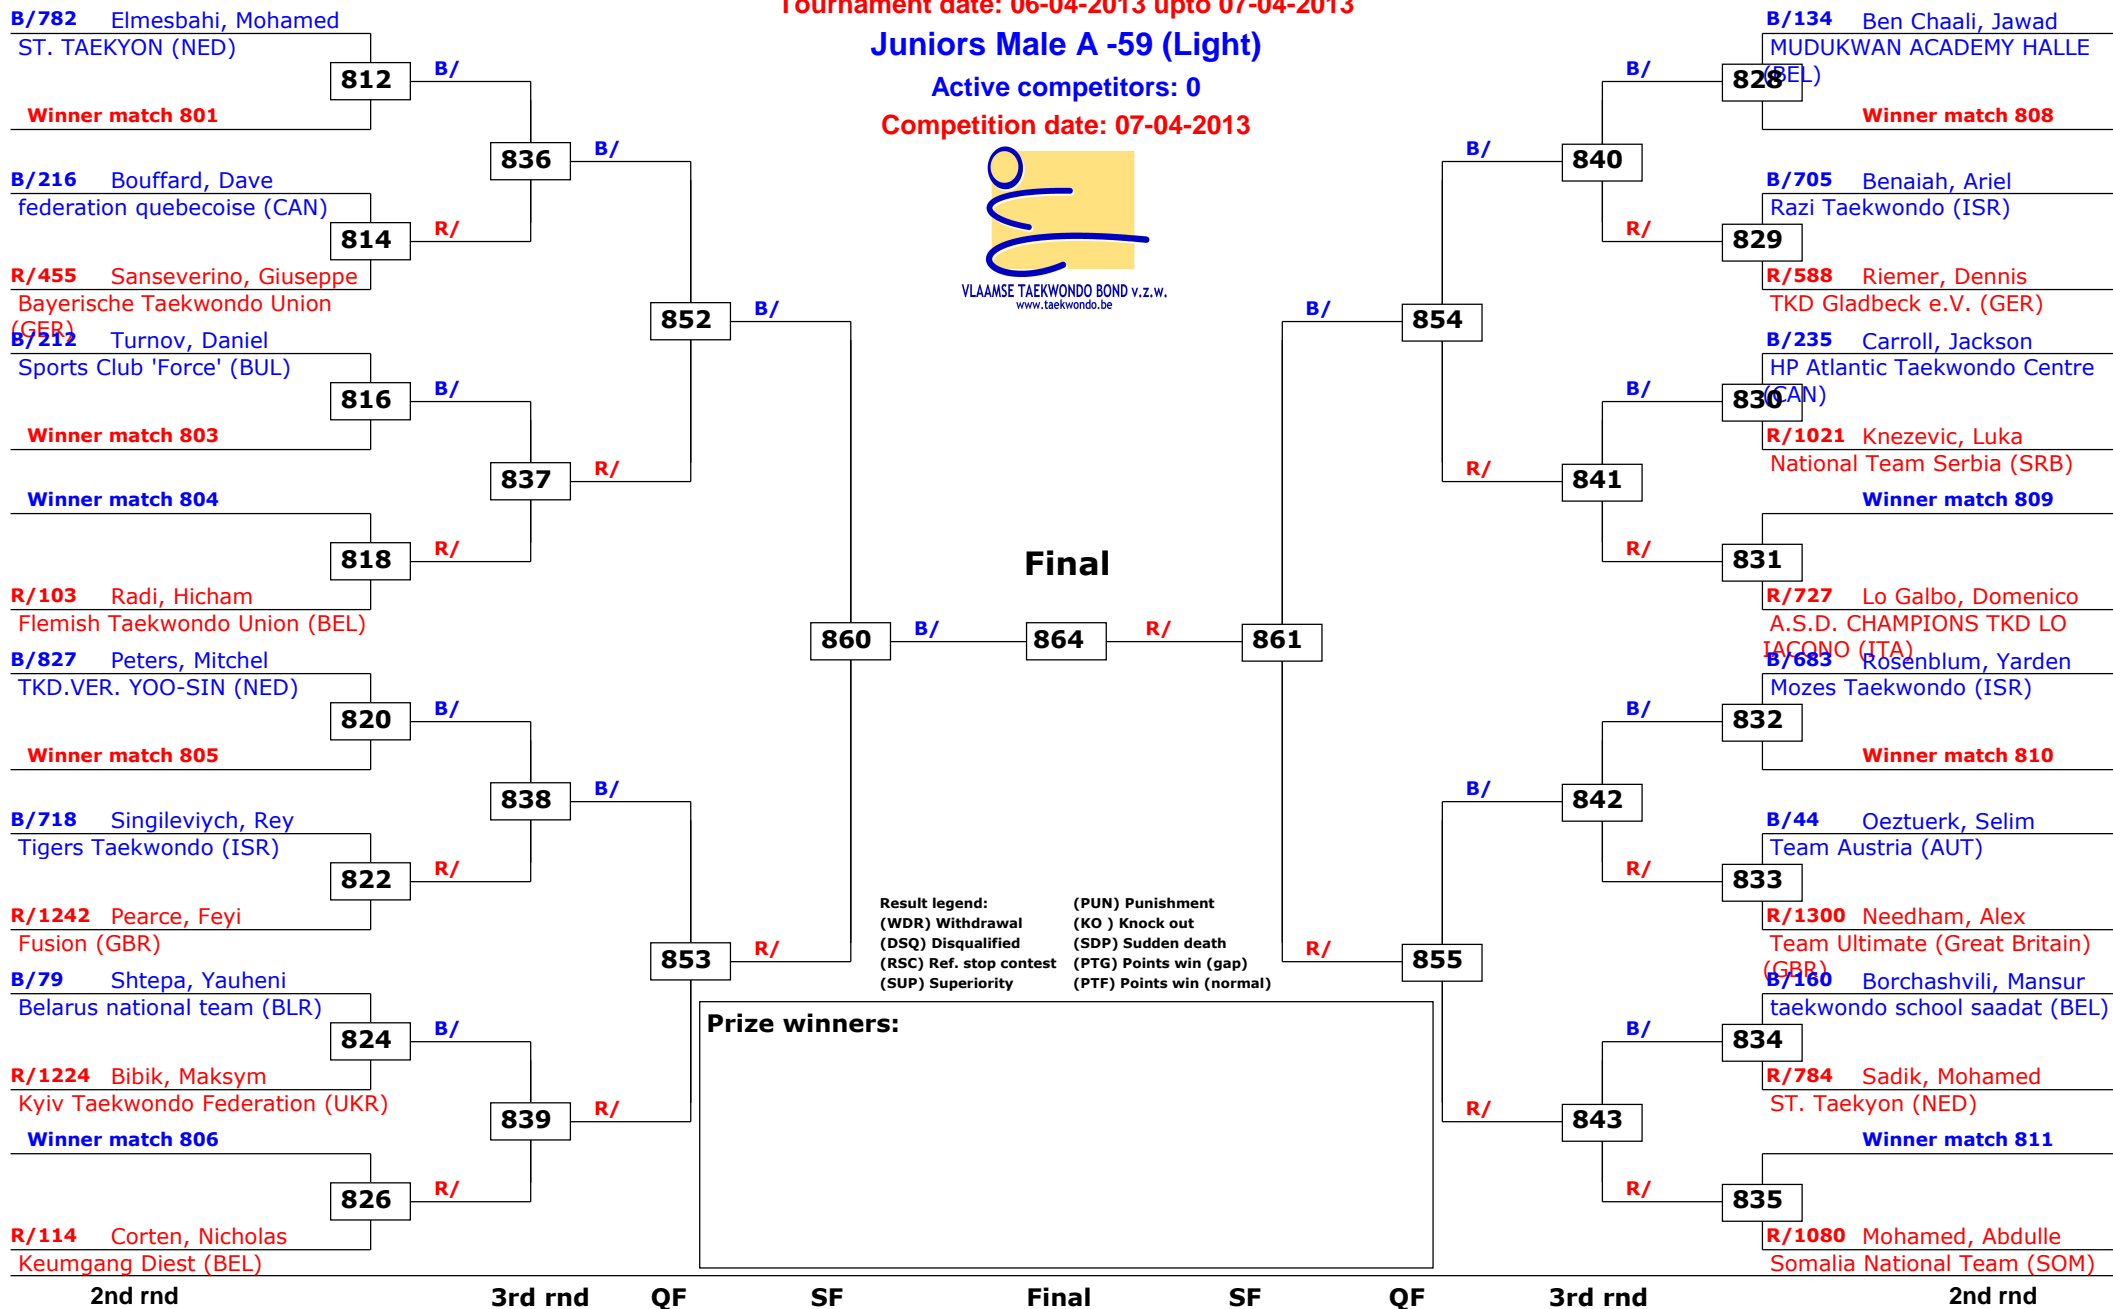 Tournament date: 06-04-2013 upto 07-04-2013
Juniors Male A -59 (Light)
Active competitors: 0
Competition date: 07-04-2013
VLAAMSE TAEKWONDO BOND v.z.w.
www.taekwondo.be
B/782 Elmesbahi, Mohamed
ST. TAEKYON (NED)
812
B/
Winner match 801
836
B/
B/216 Bouffard, Dave
federation quebecoise (CAN)
814
R/
R/455 Sanseverino, Giuseppe
Bayerische Taekwondo Union
(GER)
852
B/
B/212 Turnov, Daniel
Sports Club 'Force' (BUL)
816
B/
Winner match 803
837
R/
Winner match 804
818
R/
R/103 Radi, Hicham
Flemish Taekwondo Union (BEL)
860
B/
B/827 Peters, Mitchel
TKD.VER. YOO-SIN (NED)
820
B/
Winner match 805
838
B/
B/718 Singileviych, Rey
Tigers Taekwondo (ISR)
822
R/
R/1242 Pearce, Feyi
Fusion (GBR)
853
R/
B/79 Shtepa, Yauheni
Belarus national team (BLR)
824
B/
R/1224 Bibik, Maksym
Kyiv Taekwondo Federation (UKR)
839
R/
Winner match 806
826
R/
R/114 Corten, Nicholas
Keumgang Diest (BEL)
Final
864
R/
861
B/134 Ben Chaali, Jawad
MUDUKWAN ACADEMY HALLE
(BEL)
B/
828
Winner match 808
B/
840
B/705 Benaiah, Ariel
Razi Taekwondo (ISR)
R/
829
R/588 Riemer, Dennis
TKD Gladbeck e.V. (GER)
B/
854
B/235 Carroll, Jackson
HP Atlantic Taekwondo Centre
(CAN)
B/
830
R/1021 Knezevic, Luka
National Team Serbia (SRB)
R/
841
Winner match 809
R/
831
R/727 Lo Galbo, Domenico
A.S.D. CHAMPIONS TKD LO
IACONO (ITA)
B/683 Rosenblum, Yarden
Mozes Taekwondo (ISR)
B/
832
Winner match 810
B/
842
B/44 Oeztuerk, Selim
Team Austria (AUT)
R/
833
R/1300 Needham, Alex
Team Ultimate (Great Britain)
(GBR)
R/
855
B/160 Borchashvili, Mansur
taekwondo school saadat (BEL)
B/
834
R/784 Sadik, Mohamed
ST. Taekyon (NED)
R/
843
Winner match 811
R/
835
R/1080 Mohamed, Abdulle
Somalia National Team (SOM)
Result legend: (PUN) Punishment
(WDR) Withdrawal (KO ) Knock out
(DSQ) Disqualified (SDP) Sudden death
(RSC) Ref. stop contest (PTG) Points win (gap)
(SUP) Superiority (PTF) Points win (normal)
Prize winners:
2nd rnd 3rd rnd QF SF Final SF QF 3rd rnd 2nd rnd